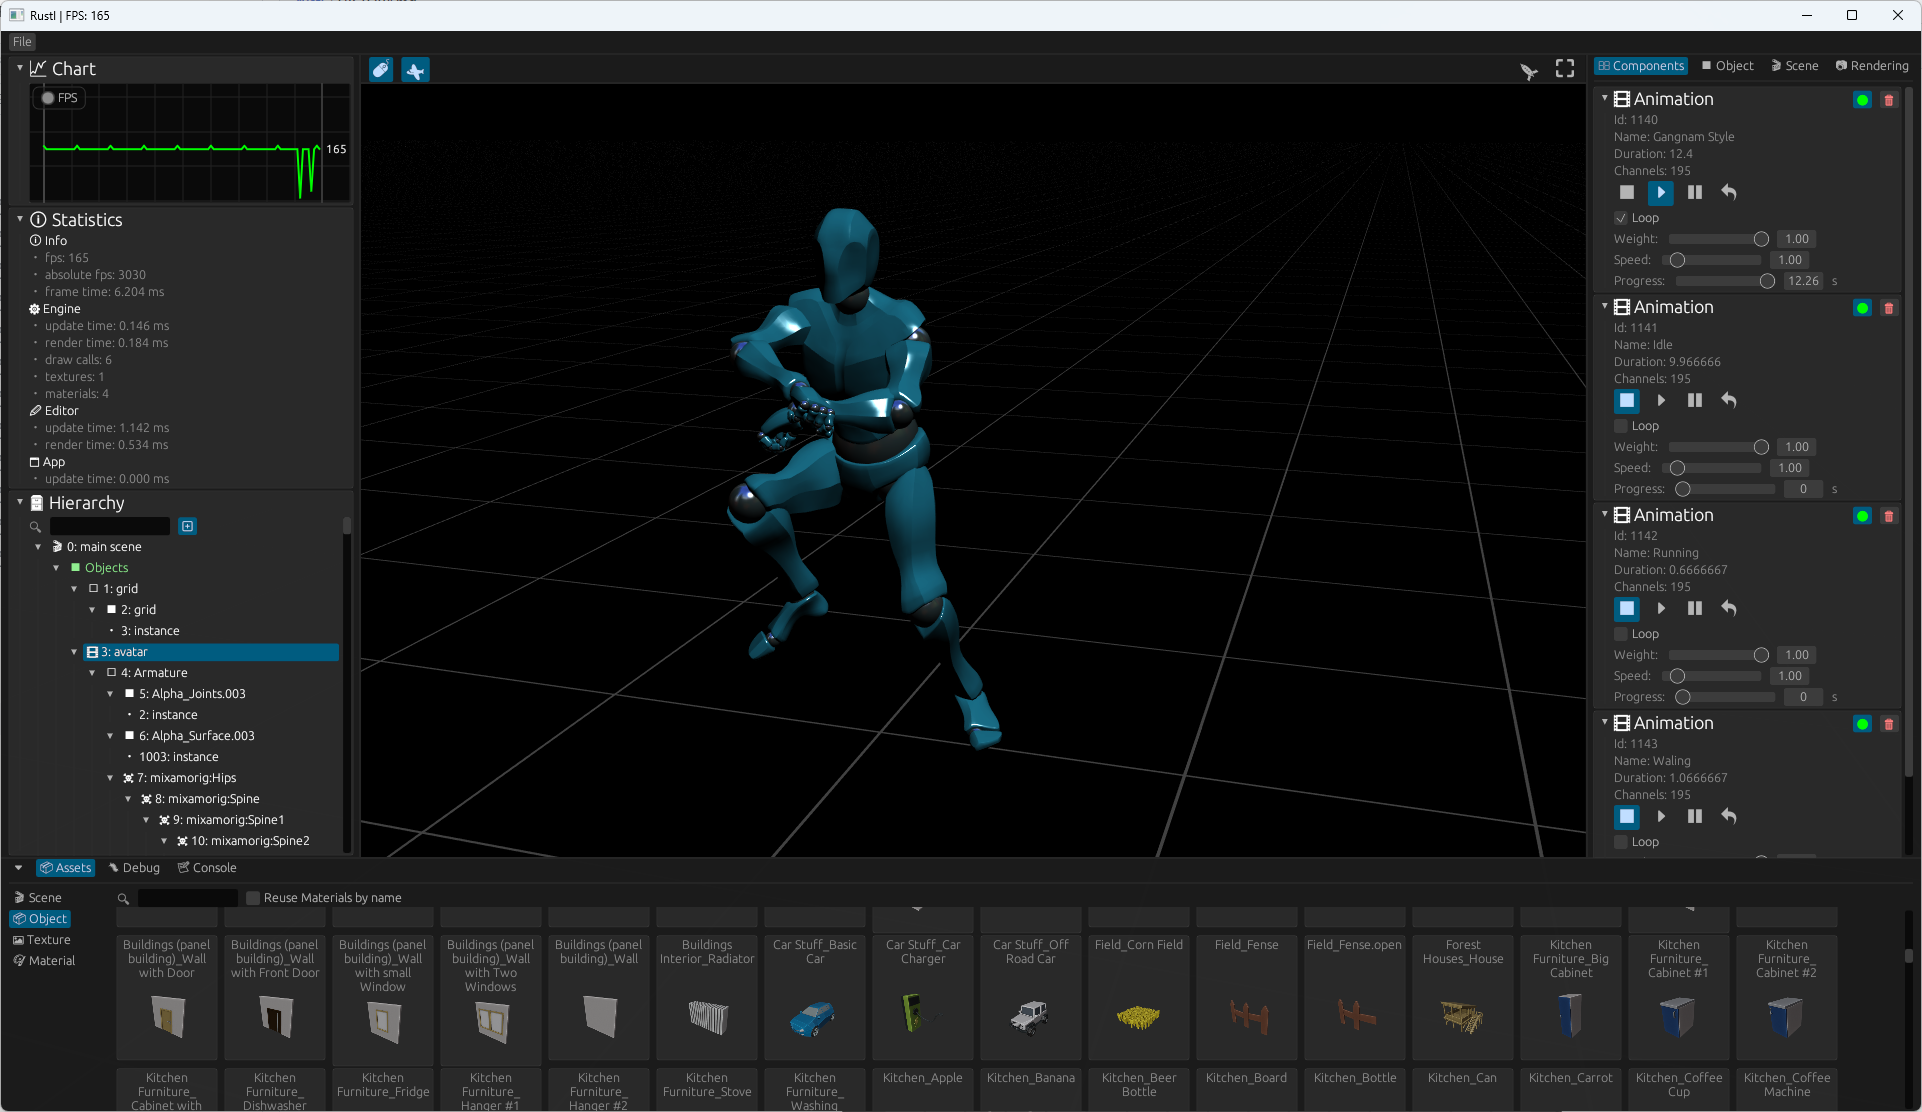 RustI | FPS: 165
File
Chart
FPS
165
Statistics
Info
fps: 165
absolute fps: 3030
frame time: 6.204 ms
Engine
update time: 0.146 ms
render time: 0.184 ms
draw calls: 6
textures: 1
materials: 4
Editor
update time: 1.142 ms
render time: 0.534 ms
App
update time: 0.000 ms
Hierarchy
0: main scene
Objects
1: grid
2: grid
3: instance
3: avatar
4: Armature
5: Alpha_Joints.003
2: instance
6: Alpha_Surface.003
1003: instance
7: mixamorig:Hips
8: mixamorig:Spine
9: mixamorig:Spine1
10: mixamorig:Spine2
Components Object Scene Rendering
Animation
Id: 1140
Name: Gangnam Style
Duration: 12.4
Channels: 195
Loop
Weight: 1.00
Speed: 1.00
Progress: 12.26 s
Animation
Id: 1141
Name: Idle
Duration: 9.966666
Channels: 195
Loop
Weight: 1.00
Speed: 1.00
Progress: 0 s
Animation
Id: 1142
Name: Running
Duration: 0.6666667
Channels: 195
Loop
Weight: 1.00
Speed: 1.00
Progress: 0 s
Animation
Id: 1143
Name: Waling
Duration: 1.0666667
Channels: 195
Loop
Assets Debug Console
Scene
Object
Texture
Material
Reuse Materials by name
Buildings (panel
building)_Wall
with Door
Buildings (panel
building)_Wall
with Front Door
Buildings (panel
building)_Wall
with small
Window
Buildings (panel
building)_Wall
with Two
Windows
Buildings (panel
building)_Wall
Buildings
Interior_Radiator
Car Stuff_Basic
Car
Car Stuff_Car
Charger
Car Stuff_Off
Road Car
Field_Corn Field
Field_Fense
Field_Fense.open
Forest
Houses_House
Kitchen
Furniture_Big
Cabinet
Kitchen
Furniture_
Cabinet #1
Kitchen
Furniture_
Cabinet #2
Kitchen
Furniture_
Cabinet with
Kitchen
Furniture_
Dishwasher
Kitchen
Furniture_Fridge
Kitchen
Furniture_
Hanger #1
Kitchen
Furniture_
Hanger #2
Kitchen
Furniture_Stove
Kitchen
Furniture_
Washing
Kitchen_Apple
Kitchen_Banana
Kitchen_Beer
Bottle
Kitchen_Board
Kitchen_Bottle
Kitchen_Can
Kitchen_Carrot
Kitchen_Coffee
Cup
Kitchen_Coffee
Machine